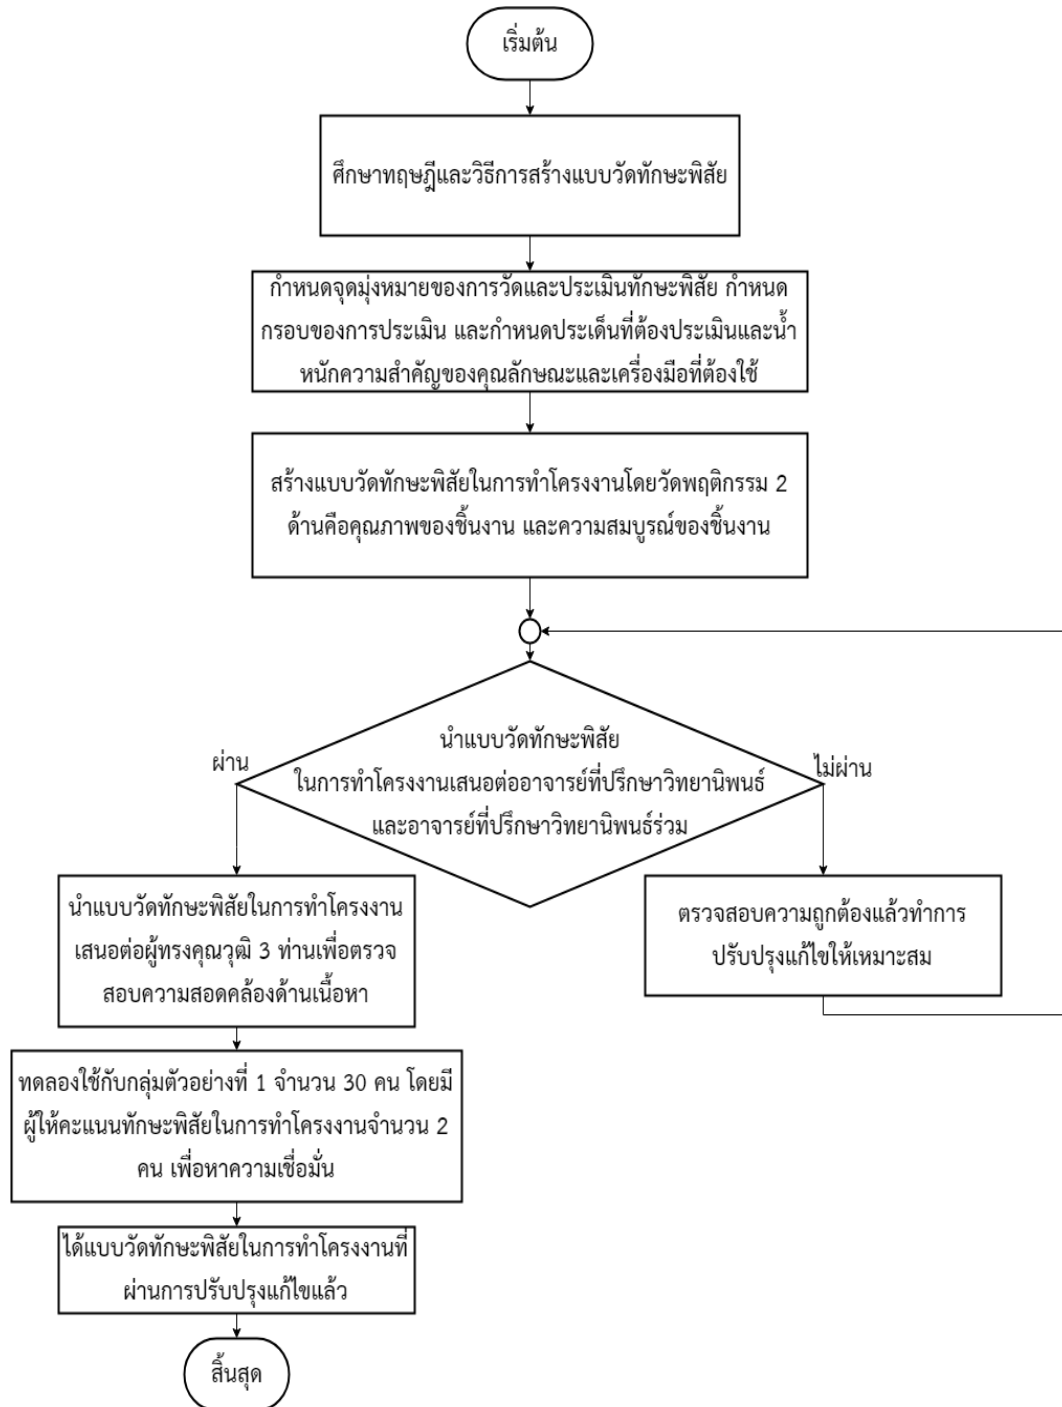 เริ่มต้น
ศึกษาทฤษฎีและวิธีการสร้างแบบวัดทักษะพิสัย
กำหนดจุดมุ่งหมายของการวัดและประเมินทักษะพิสัย กำหนด
กรอบของการประเมิน และกำหนดประเด็นที่ต้องประเมินและน้ำ
หนักความสำคัญของคุณลักษณะและเครื่องมือที่ต้องใช้
สร้างแบบวัดทักษะพิสัยในการทำโครงงานโดยวัดพฤติกรรม 2
ด้านคือคุณภาพของชิ้นงาน และความสมบูรณ์ของชิ้นงาน
นำแบบวัดทักษะพิสัย
ในการทำโครงงานเสนอต่ออาจารย์ที่ปรึกษาวิทยานิพนธ์
และอาจารย์ที่ปรึกษาวิทยานิพนธ์ร่วม
ผ่าน
ไม่ผ่าน
นำแบบวัดทักษะพิสัยในการทำโครงงาน
เสนอต่อผู้ทรงคุณวุฒิ 3 ท่านเพื่อตรวจ
สอบความสอดคล้องด้านเนื้อหา
ตรวจสอบความถูกต้องแล้วทำการ
ปรับปรุงแก้ไขให้เหมาะสม
ทดลองใช้กับกลุ่มตัวอย่างที่ 1 จำนวน 30 คน โดยมี
ผู้ให้คะแนนทักษะพิสัยในการทำโครงงานจำนวน 2
คน เพื่อหาความเชื่อมั่น
ได้แบบวัดทักษะพิสัยในการทำโครงงานที่
ผ่านการปรับปรุงแก้ไขแล้ว
สิ้นสุด